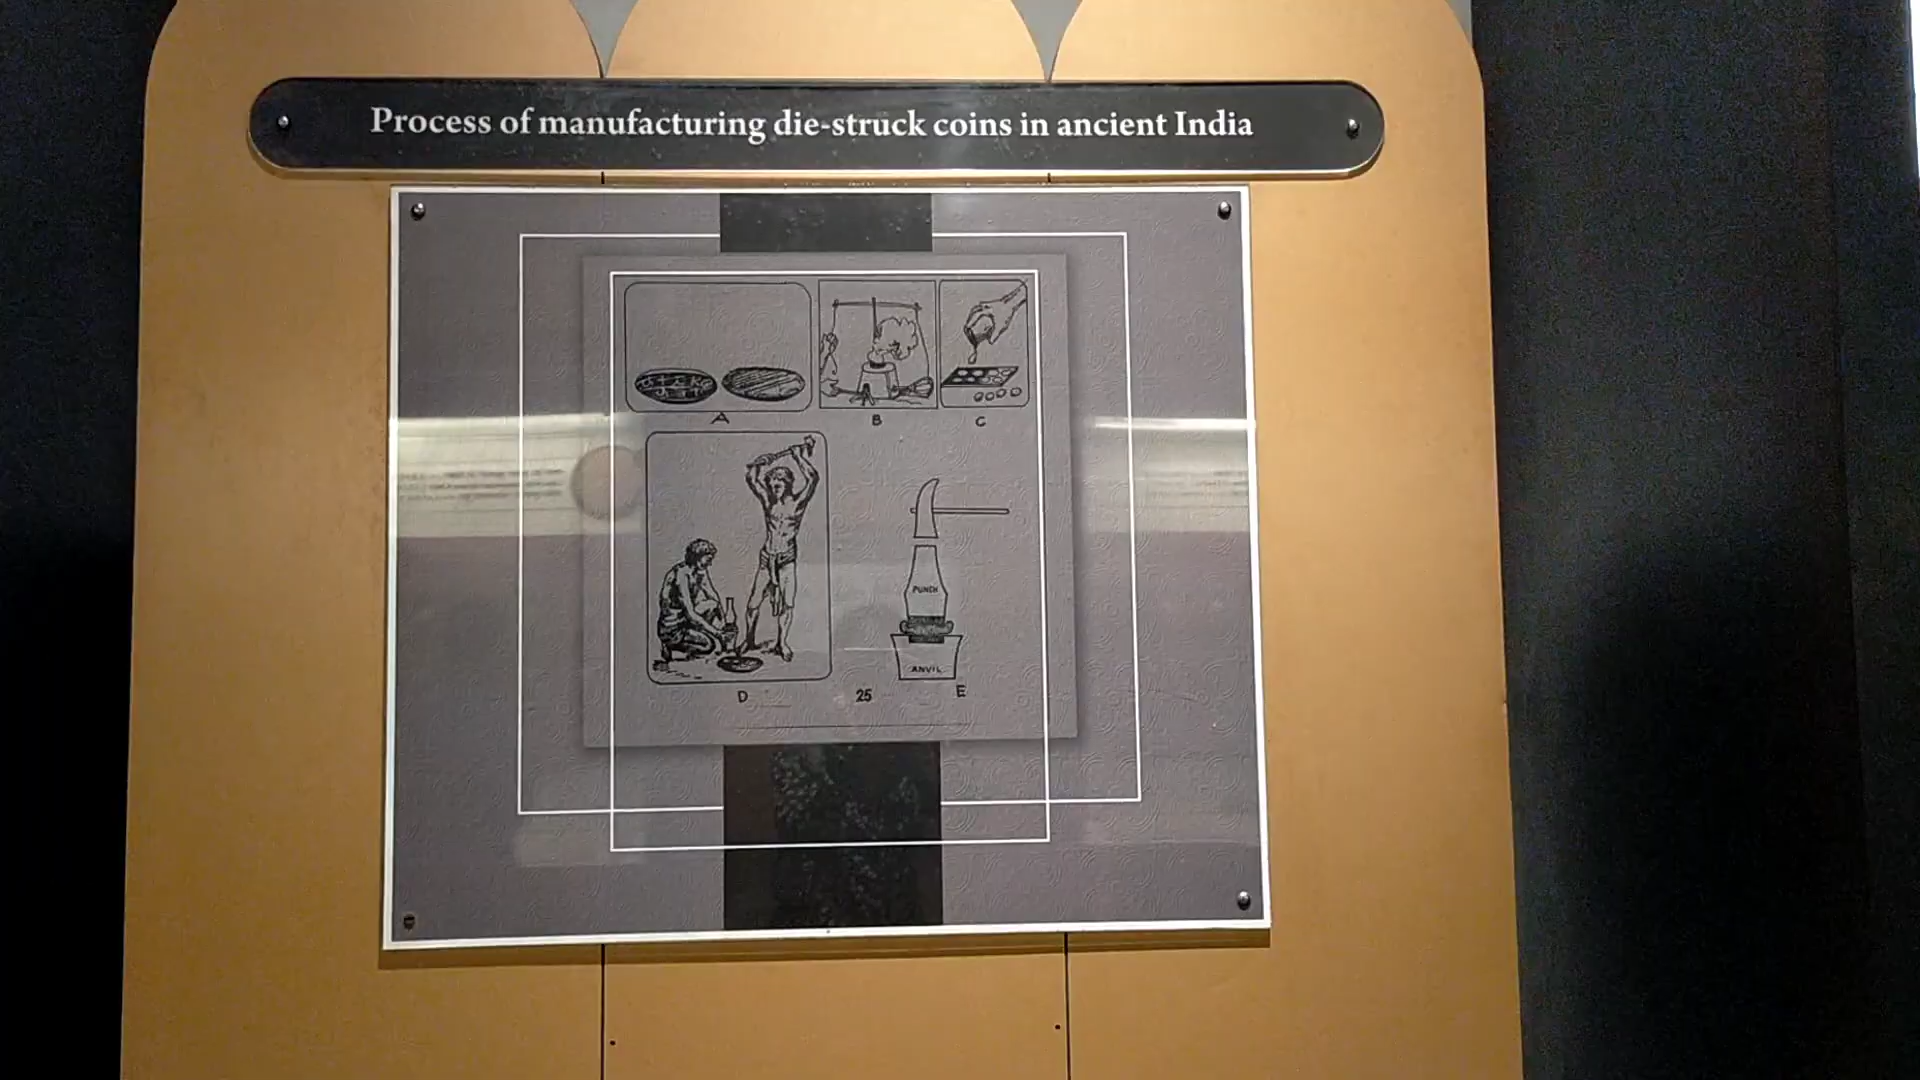 Process of manufacturing die-struck coins in ancient India
A
B
C
PUNCH
ANVIL
D
25
E